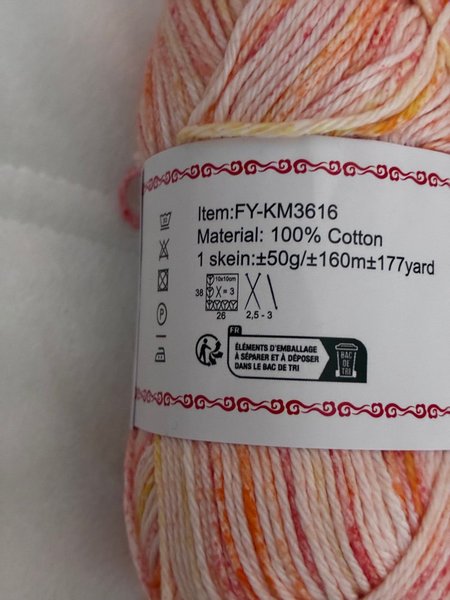 Item:FY-KM3616
Material: 100% Cotton
1 skein:±50g/±160m±177yard
10x10cm
38 X = 3
26 2,5 - 3
FR
ÉLÉMENTS D'EMBALLAGE
À SÉPARER ET À DÉPOSER
DANS LE BAC DE TRI
BAC
DE
TRI
P